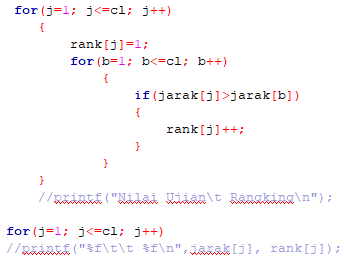 for(j=1; j<=cl; j++)
{
rank[j]=1;
for(b=1; b<=cl; b++)
{
if(jarak[j]>jarak[b])
{
rank[j]++;
}
}
}
//printf("Nilai Ujian\t Rangking\n");
for(j=1; j<=cl; j++)
//printf("%f\t\t %f\n",jarak[j], rank[j]);